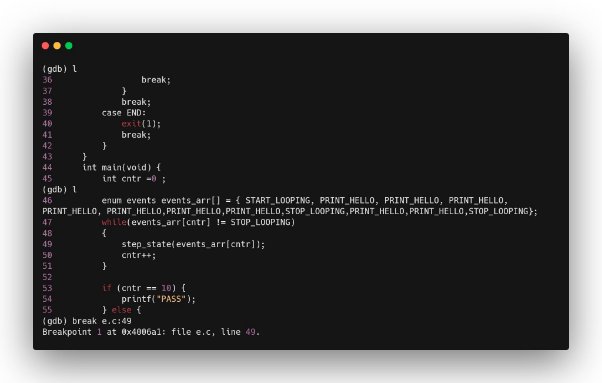 (gdb) l
36                  break;
37              }
38              break;
39          case END:
40              exit(1);
41              break;
42          }
43      }
44      int main(void) {
45          int cntr =0 ;
(gdb) l
46          enum events events_arr[] = { START_LOOPING, PRINT_HELLO, PRINT_HELLO, PRINT_HELLO,
PRINT_HELLO, PRINT_HELLO,PRINT_HELLO,PRINT_HELLO,STOP_LOOPING,PRINT_HELLO,PRINT_HELLO,STOP_LOOPING};
47          while(events_arr[cntr] != STOP_LOOPING)
48          {
49              step_state(events_arr[cntr]);
50              cntr++;
51          }
52
53          if (cntr == 10) {
54              printf("PASS");
55          } else {
(gdb) break e.c:49
Breakpoint 1 at 0x4006a1: file e.c, line 49.